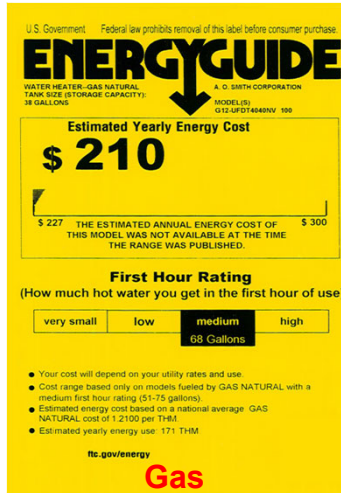 U.S. Government Federal law prohibits removal of this label before consumer purchase.
ENERGYGUIDE
WATER HEATER--GAS NATURAL
TANK SIZE (STORAGE CAPACITY):
38 GALLONS
A. O. SMITH CORPORATION
MODEL(S)
G12-UFDT4040NV 100
Estimated Yearly Energy Cost
$ 210
$ 227
$ 300
THE ESTIMATED ANNUAL ENERGY COST OF
THIS MODEL WAS NOT AVAILABLE AT THE TIME
THE RANGE WAS PUBLISHED.
First Hour Rating
(How much hot water you get in the first hour of use
very small low medium high
68 Gallons
● Your cost will depend on your utility rates and use.
● Cost range based only on models fueled by GAS NATURAL with a
medium first hour rating (51-75 gallons).
● Estimated energy cost based on a national average GAS
NATURAL cost of 1.2100 per THM.
● Estimated yearly energy use: 171 THM
ftc.gov/energy
Gas